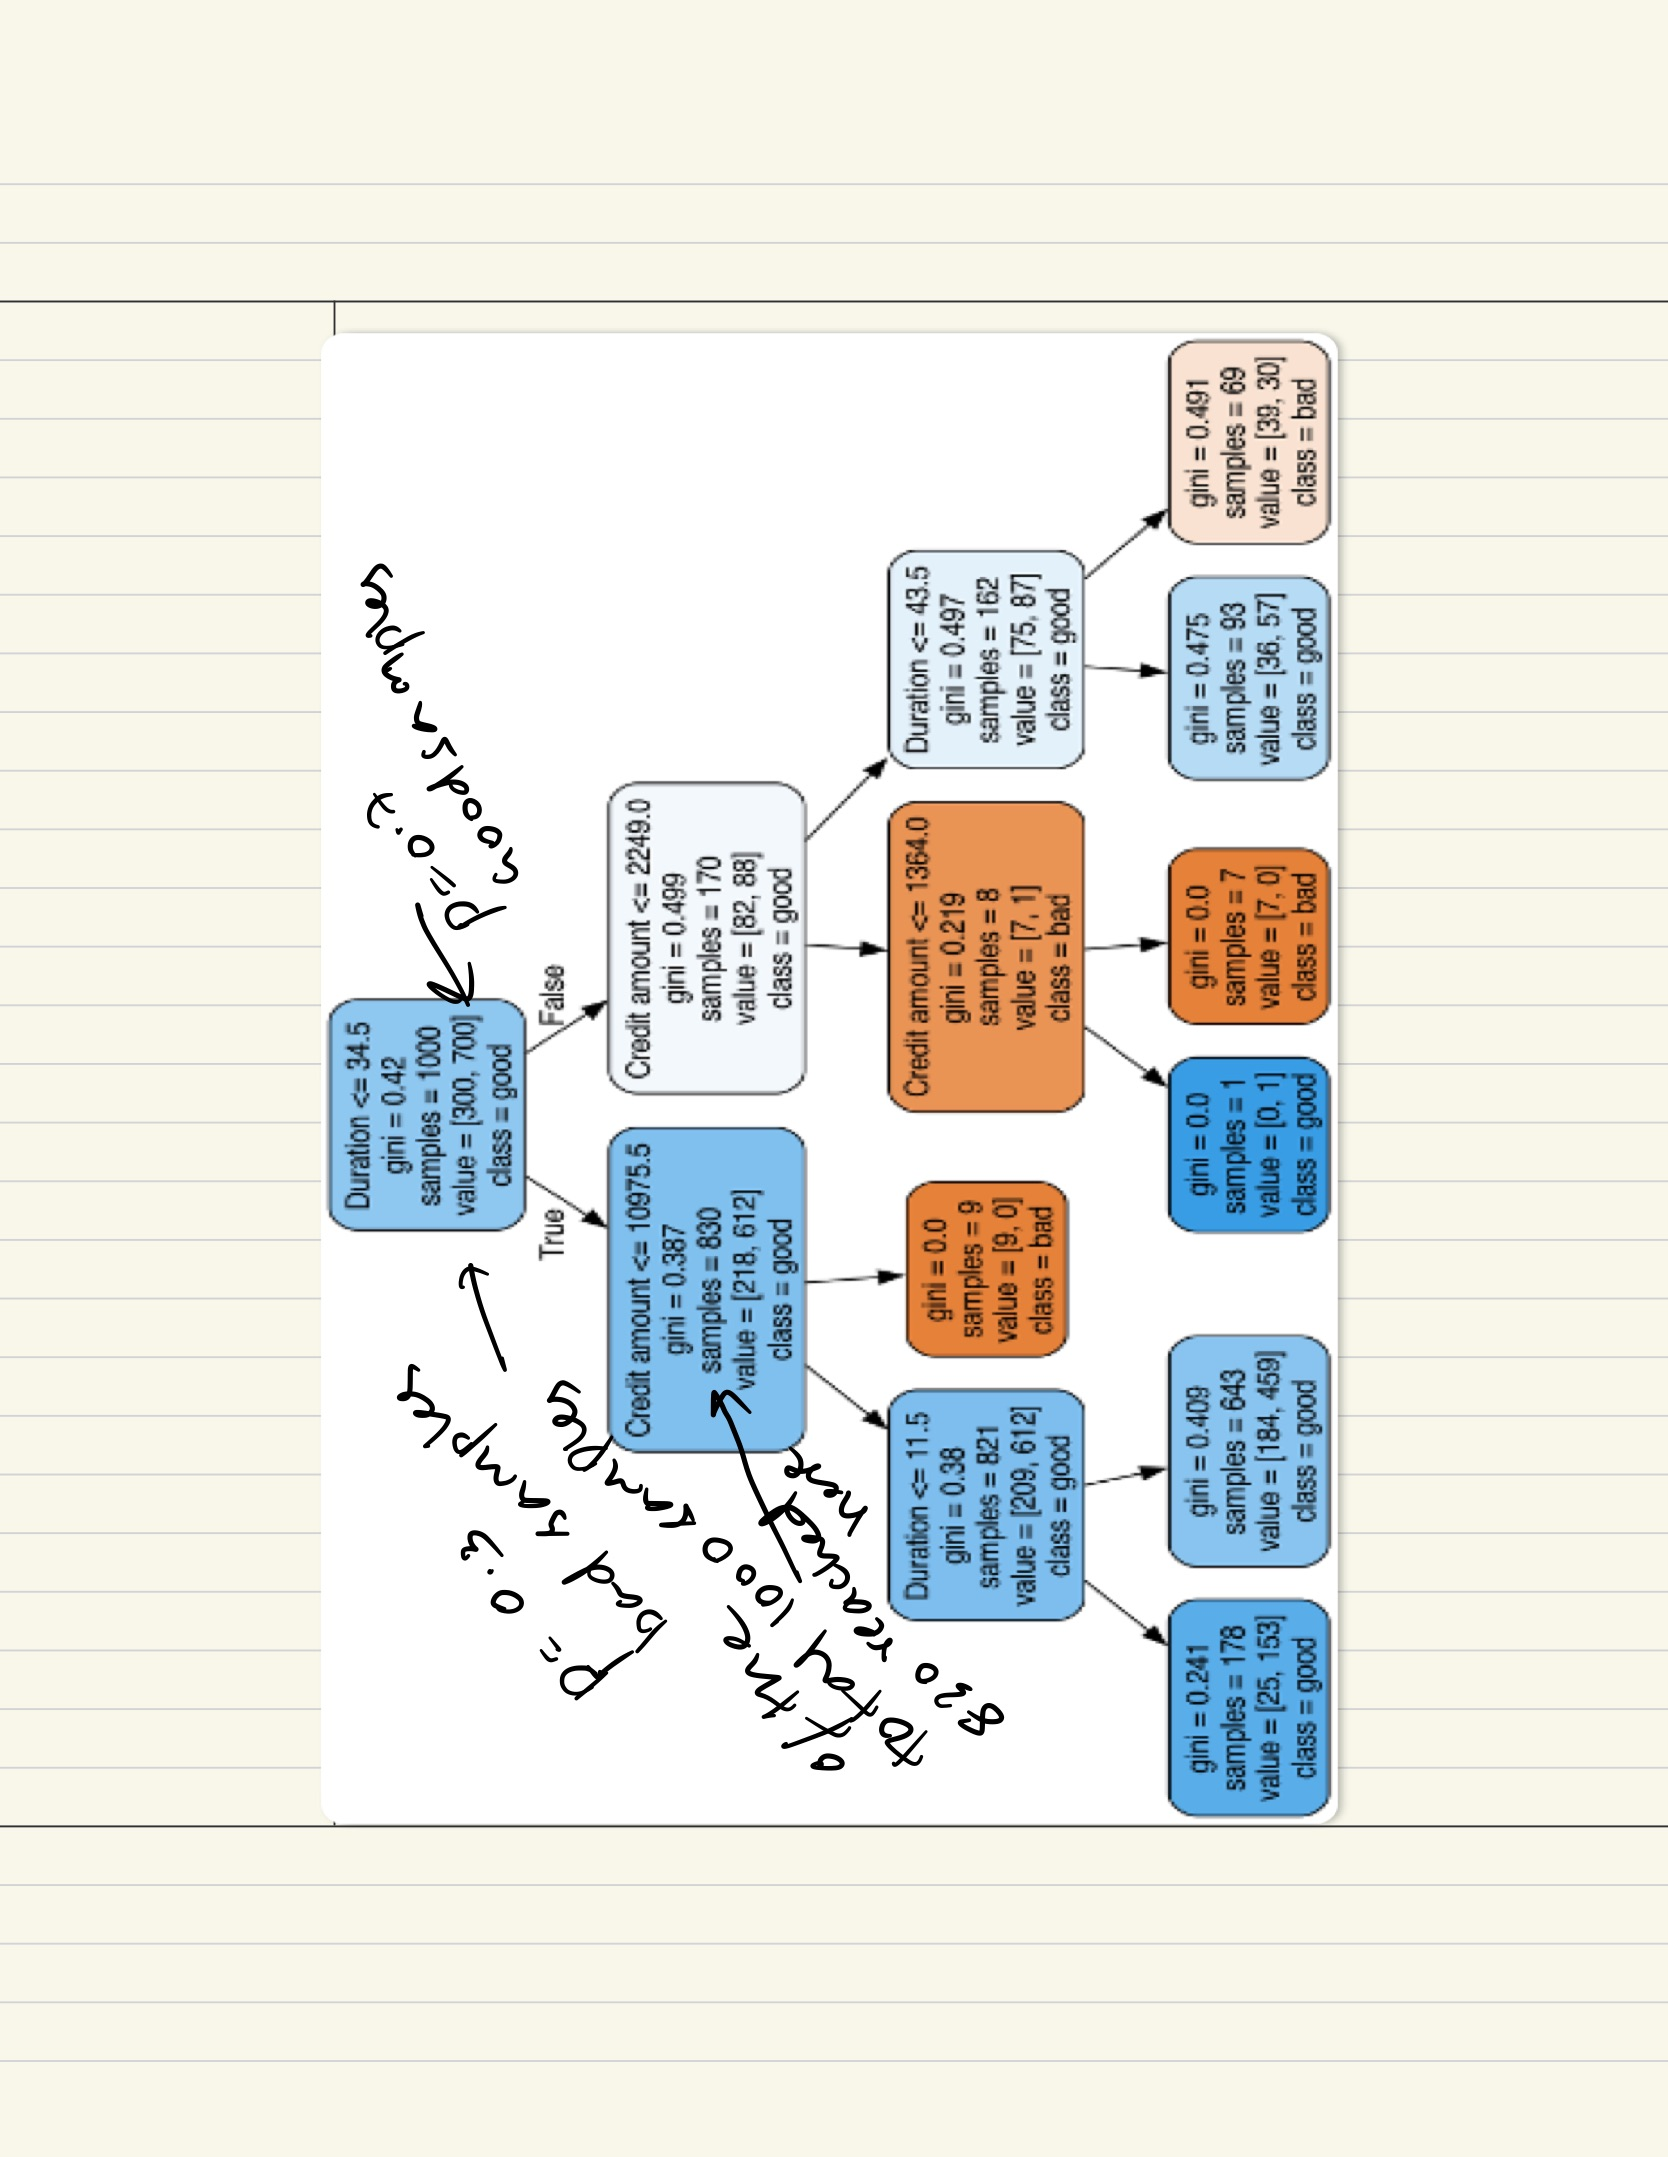 Duration <= 34.5
gini = 0.42
samples = 1000
value = [300, 700]
class = good
p = 0.3
bad samples
p = 0.7
good samples
True
False
Credit amount <= 10975.5
gini = 0.387
samples = 830
value = [218, 612]
class = good
Credit amount <= 2249.0
gini = 0.499
samples = 170
value = [82, 88]
class = good
of the
total 1000 samples
830 reached
here
Duration <= 11.5
gini = 0.38
samples = 821
value = [209, 612]
class = good
gini = 0.0
samples = 9
value = [9, 0]
class = bad
Credit amount <= 1364.0
gini = 0.219
samples = 8
value = [7, 1]
class = bad
Duration <= 43.5
gini = 0.497
samples = 162
value = [75, 87]
class = good
gini = 0.241
samples = 178
value = [25, 153]
class = good
gini = 0.409
samples = 643
value = [184, 459]
class = good
gini = 0.0
samples = 1
value = [0, 1]
class = good
gini = 0.0
samples = 7
value = [7, 0]
class = bad
gini = 0.475
samples = 93
value = [36, 57]
class = good
gini = 0.491
samples = 69
value = [39, 30]
class = bad